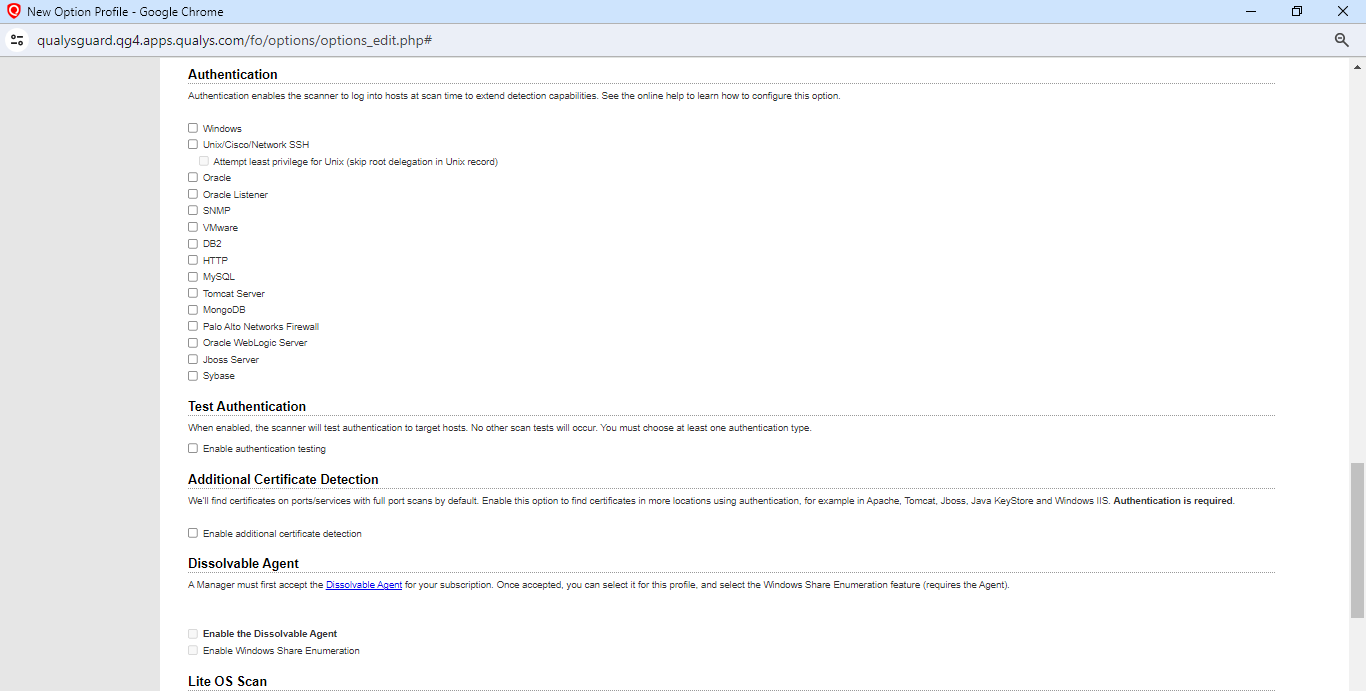 New Option Profile - Google Chrome
qualysguard.qg4.apps.qualys.com/fo/options/options_edit.php#
Authentication
Authentication enables the scanner to log into hosts at scan time to extend detection capabilities. See the online help to learn how to configure this option.
Windows
Unix/Cisco/Network SSH
Attempt least privilege for Unix (skip root delegation in Unix record)
Oracle
Oracle Listener
SNMP
VMware
DB2
HTTP
MySQL
Tomcat Server
MongoDB
Palo Alto Networks Firewall
Oracle WebLogic Server
Jboss Server
Sybase
Test Authentication
When enabled, the scanner will test authentication to target hosts. No other scan tests will occur. You must choose at least one authentication type.
Enable authentication testing
Additional Certificate Detection
We'll find certificates on ports/services with full port scans by default. Enable this option to find certificates in more locations using authentication, for example in Apache, Tomcat, Jboss, Java KeyStore and Windows IIS. Authentication is required.
Enable additional certificate detection
Dissolvable Agent
A Manager must first accept the Dissolvable Agent for your subscription. Once accepted, you can select it for this profile, and select the Windows Share Enumeration feature (requires the Agent).
Enable the Dissolvable Agent
Enable Windows Share Enumeration
Lite OS Scan